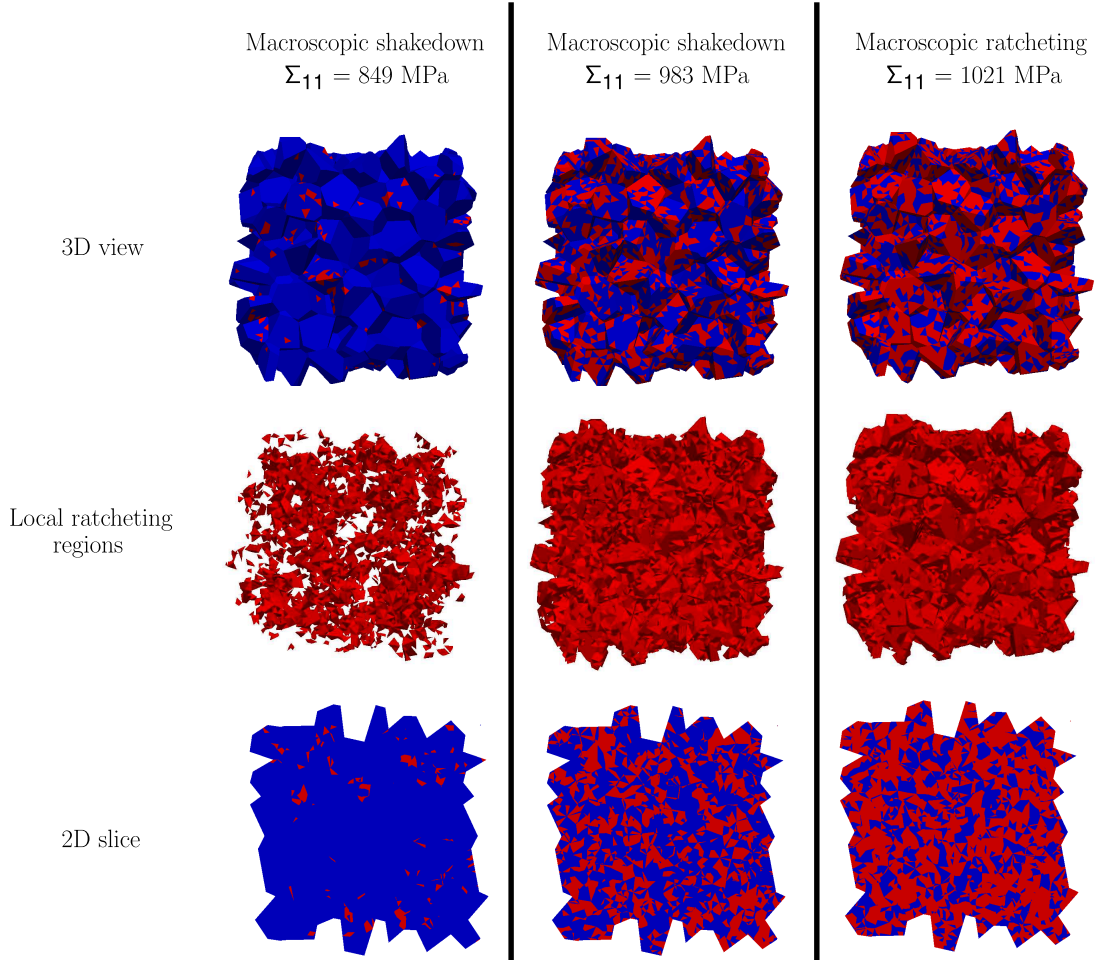 Macroscopic shakedown
Σ11 = 849 MPa
Macroscopic shakedown
Σ11 = 983 MPa
Macroscopic ratcheting
Σ11 = 1021 MPa
3D view
Local ratcheting
regions
2D slice